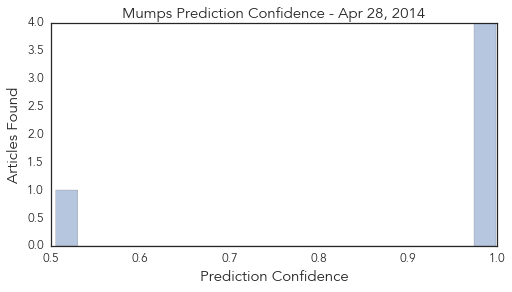 Mumps Prediction Confidence - Apr 28, 2014
Articles Found
4.0
3.5
3.0
2.5
2.0
1.5
1.0
0.5
0.0
0.5 0.6 0.7 0.8 0.9 1.0
Prediction Confidence